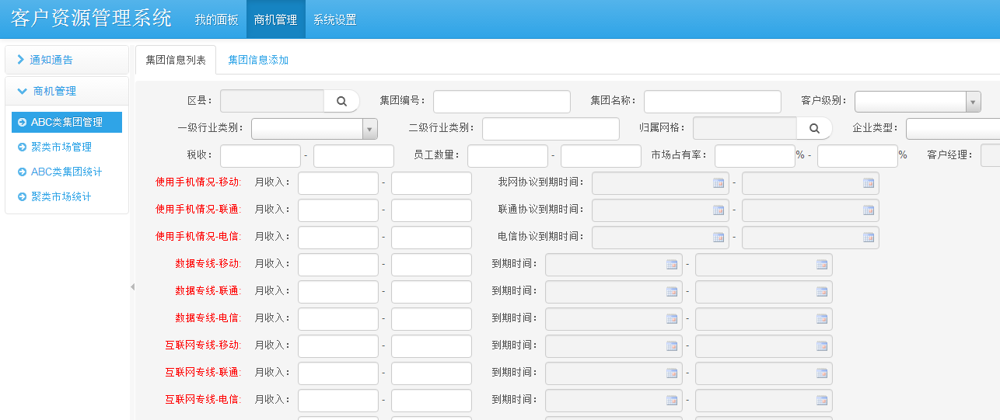 客户资源管理系统 我的面板 商机管理 系统设置
通知通告
商机管理
ABC类集团管理
聚类市场管理
ABC类集团统计
聚类市场统计
集团信息列表 集团信息添加
区县： 集团编号： 集团名称： 客户级别：
一级行业类别： 二级行业类别： 归属网格： 企业类型：
税收： - 员工数量： - 市场占有率： % - % 客户经理：
使用手机情况-移动: 月收入： - 我网协议到期时间： -
使用手机情况-联通: 月收入： - 联通协议到期时间： -
使用手机情况-电信: 月收入： - 电信协议到期时间： -
数据专线-移动: 月收入： - 到期时间： -
数据专线-联通: 月收入： - 到期时间： -
数据专线-电信: 月收入： - 到期时间： -
互联网专线-移动: 月收入： - 到期时间： -
互联网专线-联通: 月收入： - 到期时间： -
互联网专线-电信: 月收入： - 到期时间： -